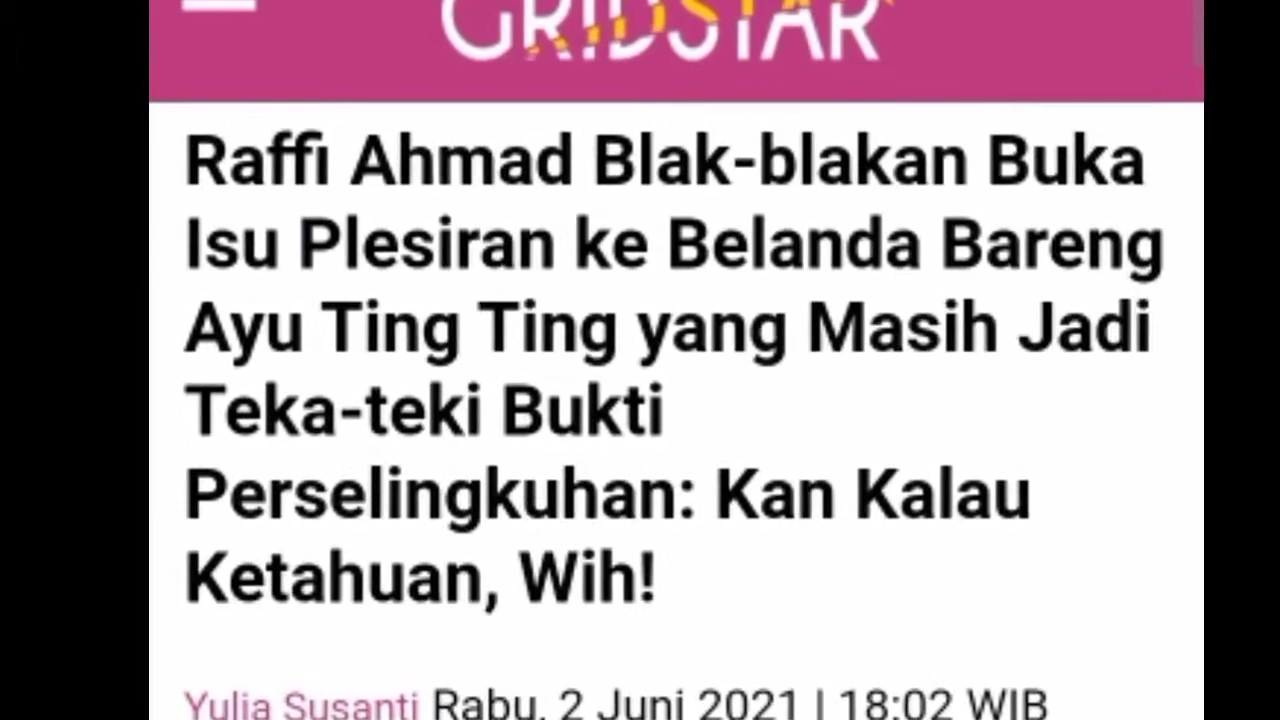 GRIDSTAR
Raffi Ahmad Blak-blakan Buka
Isu Plesiran ke Belanda Bareng
Ayu Ting Ting yang Masih Jadi
Teka-teki Bukti
Perselingkuhan: Kan Kalau
Ketahuan, Wih!
Yulia Susanti Rabu, 2 Juni 2021 | 18:02 WIB